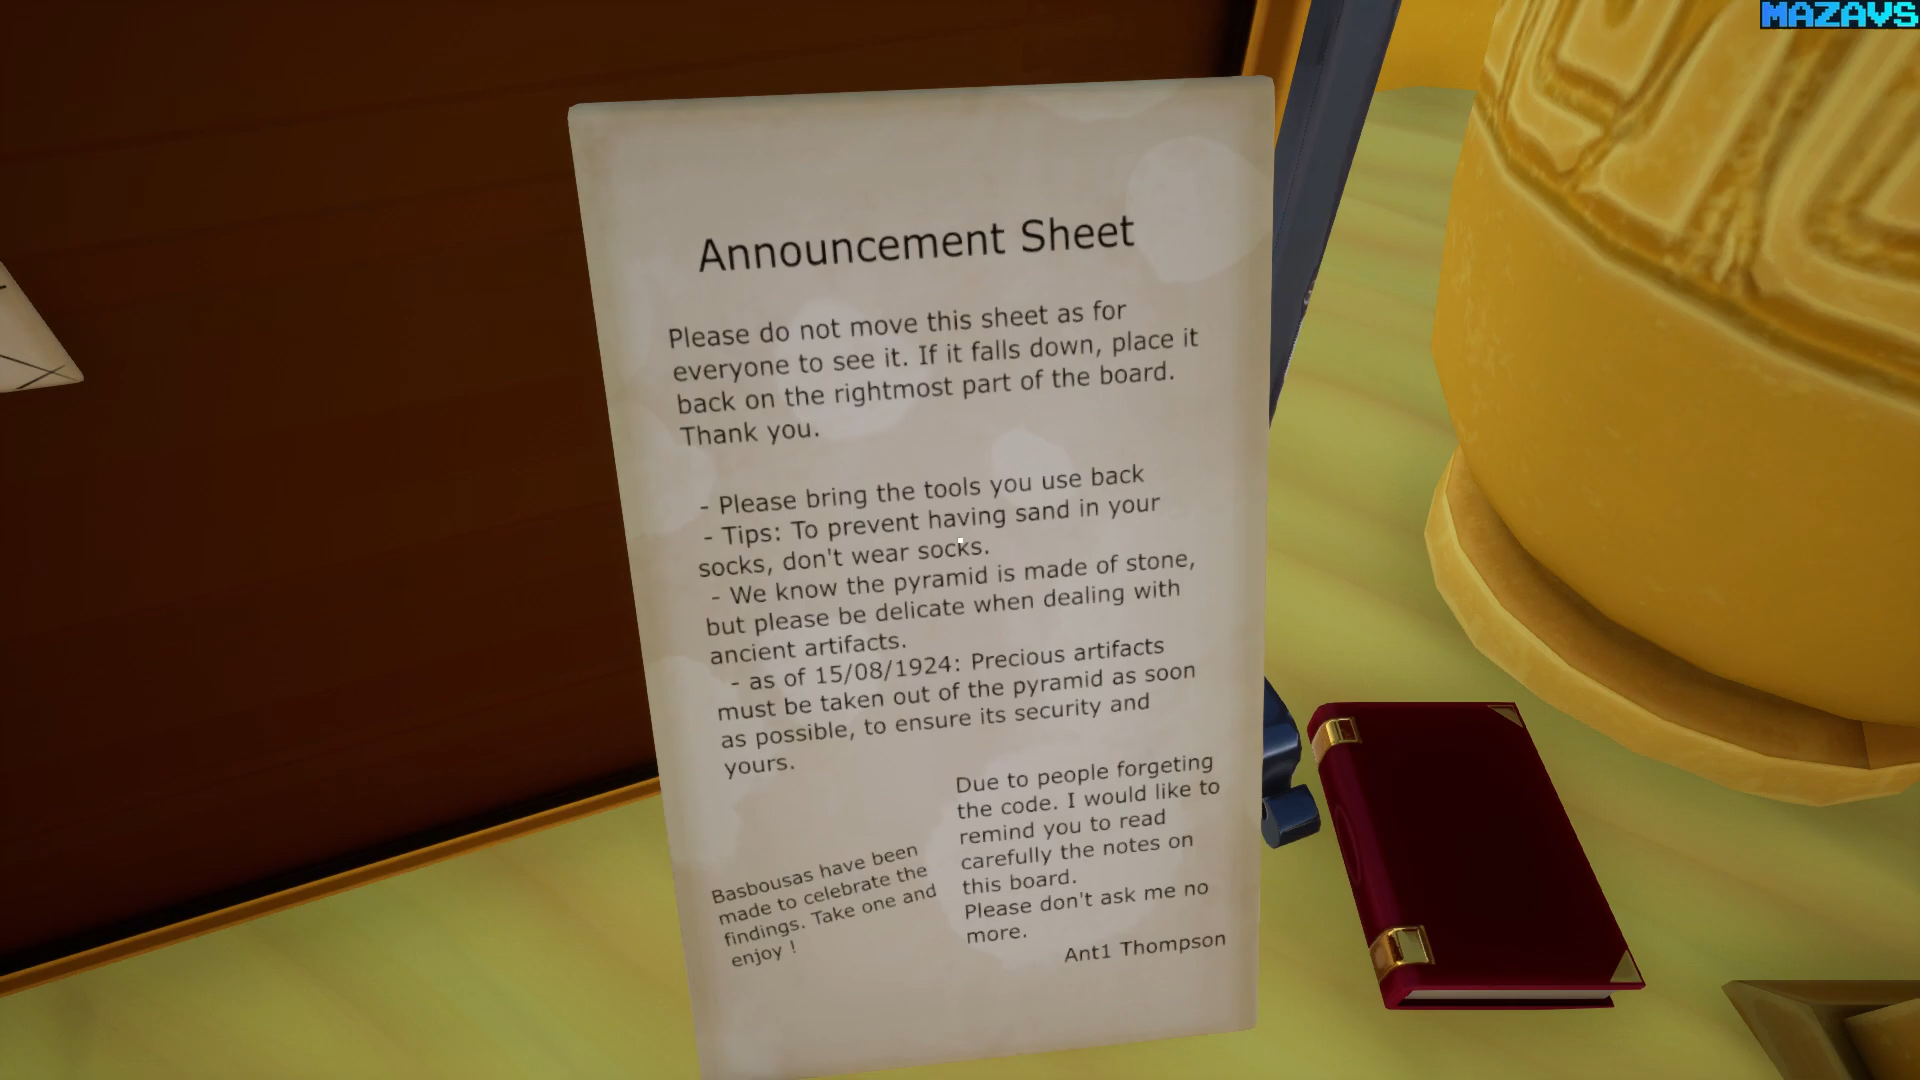 MAZAVS
Announcement Sheet
Please do not move this sheet as for
everyone to see it. If it falls down, place it
back on the rightmost part of the board.
Thank you.
- Please bring the tools you use back
- Tips: To prevent having sand in your
socks, don't wear socks.
- We know the pyramid is made of stone,
but please be delicate when dealing with
ancient artifacts.
- as of 15/08/1924: Precious artifacts
must be taken out of the pyramid as soon
as possible, to ensure its security and
yours.
Basbousas have been
made to celebrate the
findings. Take one and
enjoy !
Due to people forgeting
the code. I would like to
remind you to read
carefully the notes on
this board.
Please don't ask me no
more.
Ant1 Thompson